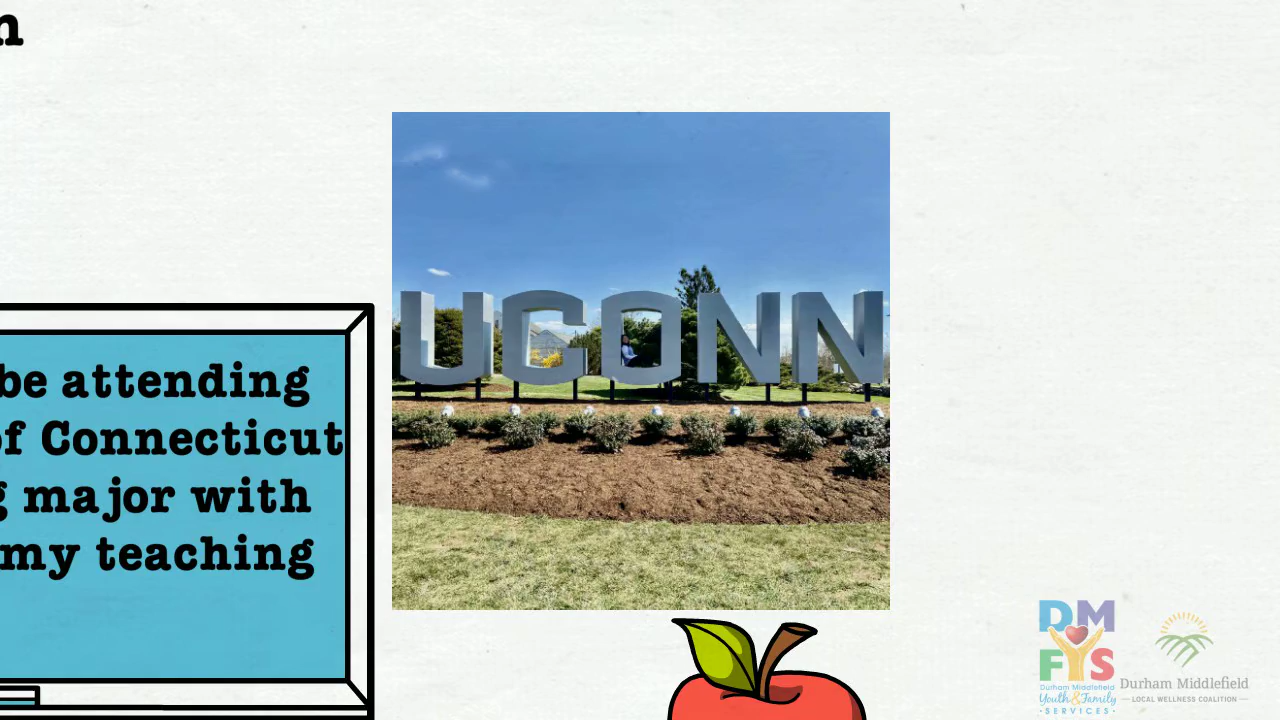 n
be attending
of Connecticut
g major with
my teaching
UCONN
DM
FYS
Durham Middlefield
Youth & Family
• SERVICES •
Durham Middlefield
— LOCAL WELLNESS COALITION —